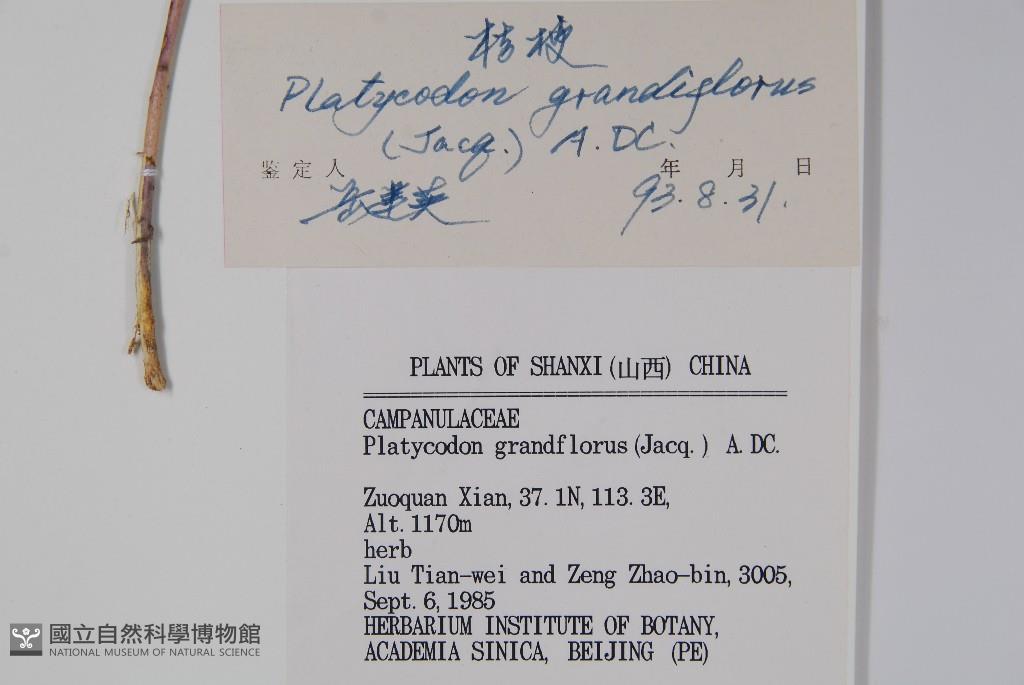 桔梗
Platycodon grandiflorus
(Jacq.) A. DC.
鉴定人 年 月 日
93. 8. 31.
PLANTS OF SHANXI (山西) CHINA
CAMPANULACEAE
Platycodon grandflorus (Jacq.) A. DC.
Zuoquan Xian, 37. 1N, 113. 3E,
Alt. 1170m
herb
Liu Tian-wei and Zeng Zhao-bin, 3005,
Sept. 6, 1985
HERBARIUM INSTITUTE OF BOTANY,
ACADEMIA SINICA, BEIJING (PE)
國立自然科學博物館
NATIONAL MUSEUM OF NATURAL SCIENCE